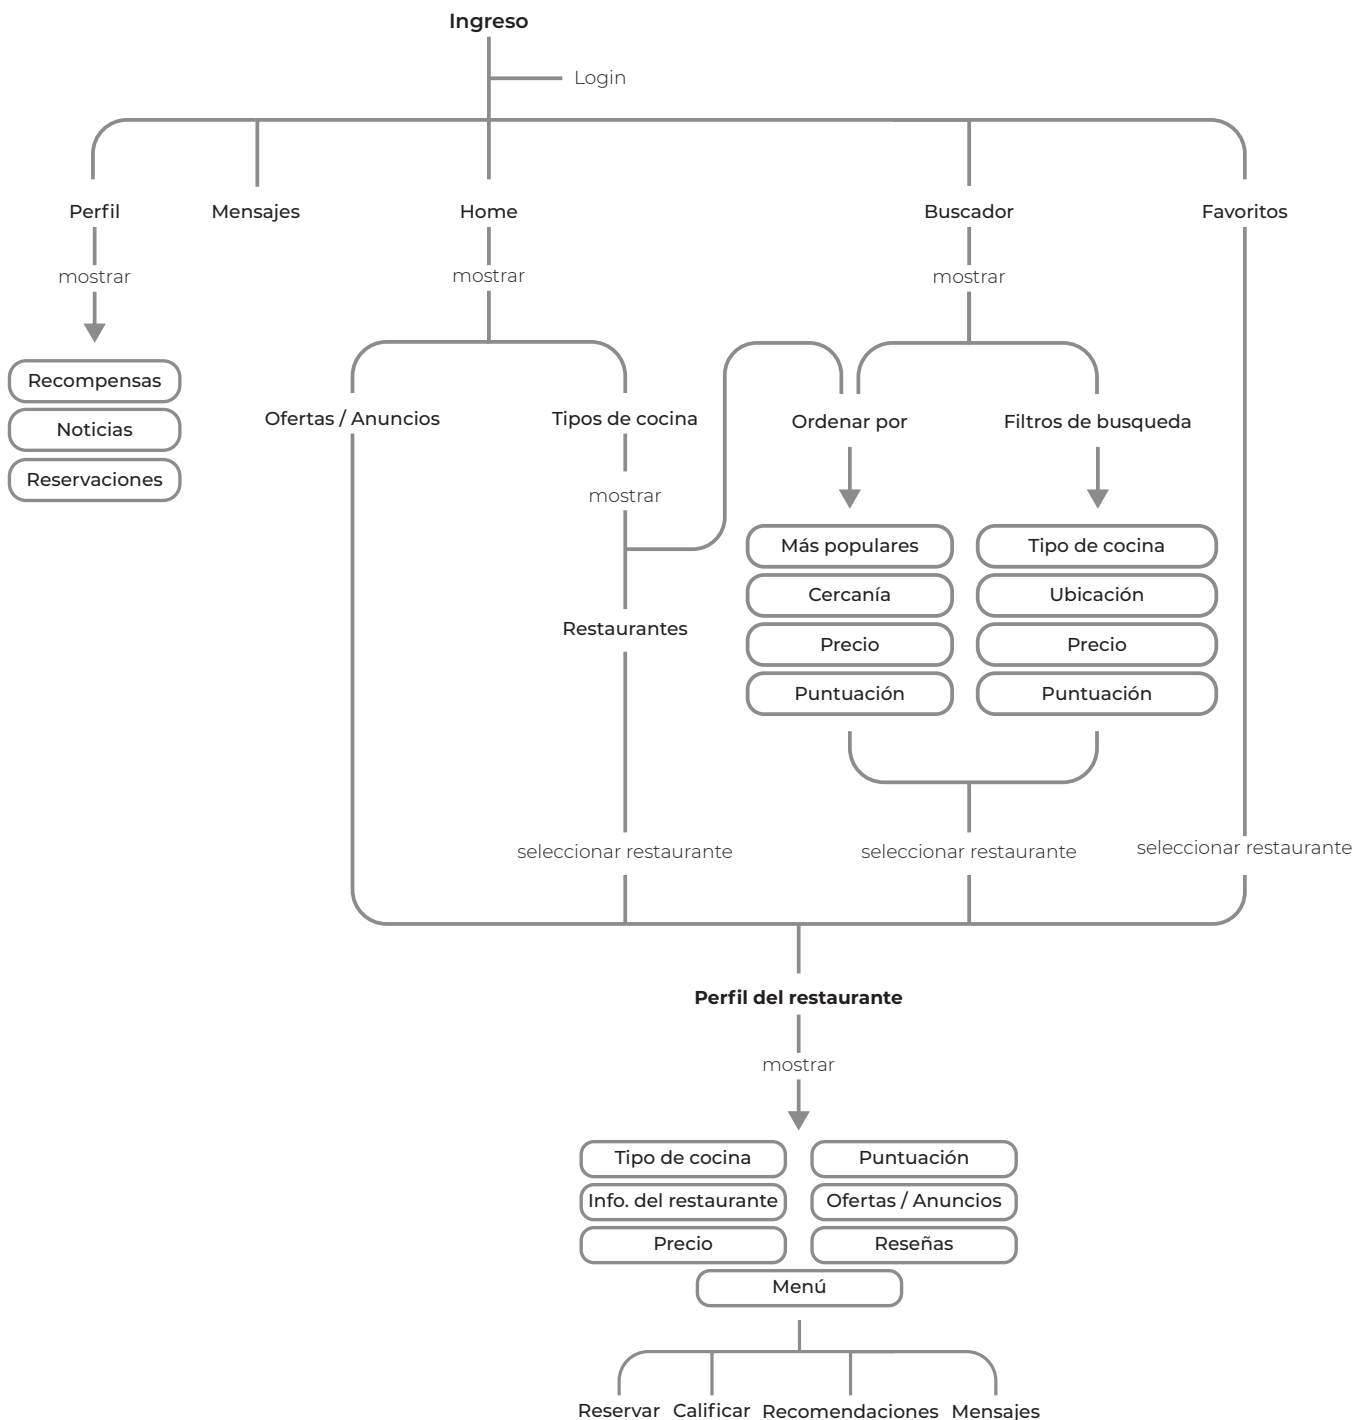 Ingreso
Login
Perfil
Mensajes
Home
Buscador
Favoritos
mostrar
mostrar
mostrar
Recompensas
Noticias
Reservaciones
Ofertas / Anuncios
Tipos de cocina
Ordenar por
Filtros de busqueda
mostrar
Más populares
Cercanía
Precio
Puntuación
Tipo de cocina
Ubicación
Precio
Puntuación
Restaurantes
seleccionar restaurante
seleccionar restaurante
seleccionar restaurante
Perfil del restaurante
mostrar
Tipo de cocina
Puntuación
Info. del restaurante
Ofertas / Anuncios
Precio
Reseñas
Menú
Reservar
Calificar
Recomendaciones
Mensajes